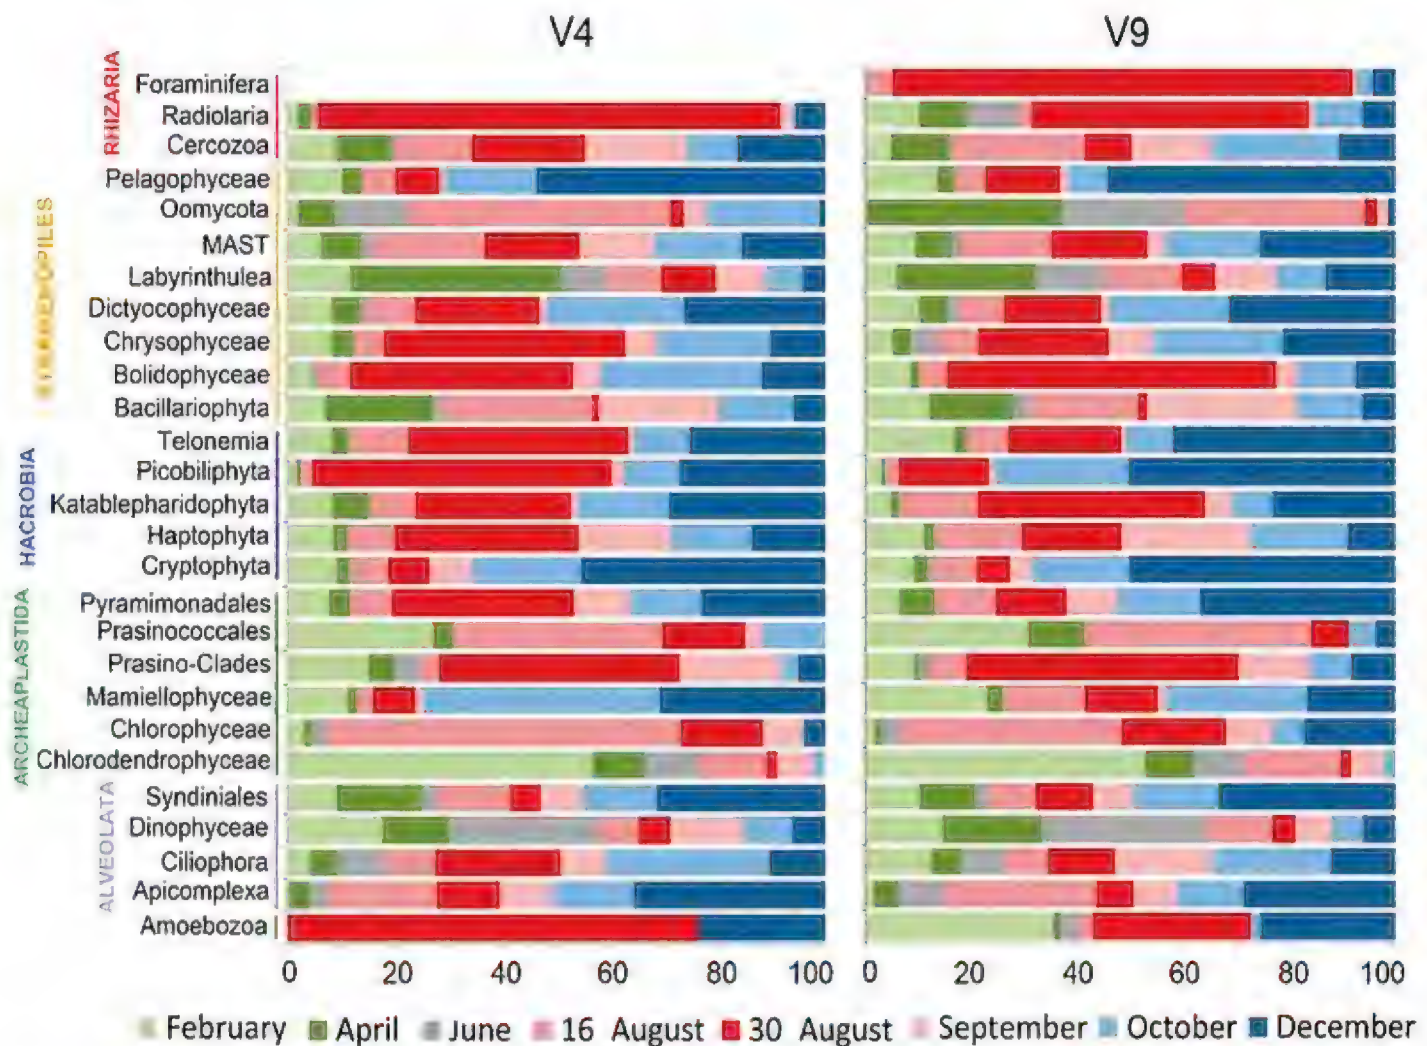 V4 V9
RHIZARIA
Foraminifera
Radiolaria
Cercozoa
Pelagophyceae
Oomycota
MAST
Labyrinthulea
Dictyocophyceae
Chrysophyceae
Bolidophyceae
Bacillariophyta
HACROBIA
Telonemia
Picobiliphyta
Katablepharidophyta
Haptophyta
Cryptophyta
ARCHEAPLASTIDA
Pyramimonadales
Prasinococcales
Prasino-Clades
Mamiellophyceae
Chlorophyceae
Chlorodendrophyceae
ALVEOLATA
Syndiniales
Dinophyceae
Ciliophora
Apicomplexa
Amoebozoa
0 20 40 60 80 100 0 20 40 60 80 100
February April June 16 August 30 August September October December